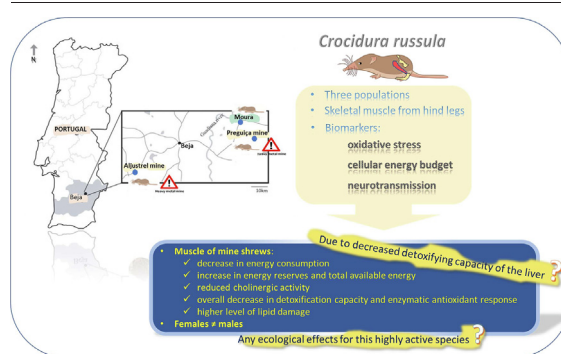 Crocidura russula
N
• Three populations
• Skeletal muscle from hind legs
• Biomarkers:
oxidative stress
cellular energy budget
neurotransmission
PORTUGAL
Beja
Moura
Preguiça mine
Beja
Aljustrel mine
10km
Due to decreased detoxifying capacity of the liver ?
• Muscle of mine shrews:
✓ decrease in energy consumption
✓ increase in energy reserves and total available energy
✓ reduced cholinergic activity
✓ overall decrease in detoxification capacity and enzymatic antioxidant response
✓ higher level of lipid damage
• Females ≠ males
Any ecological effects for this highly active species ?